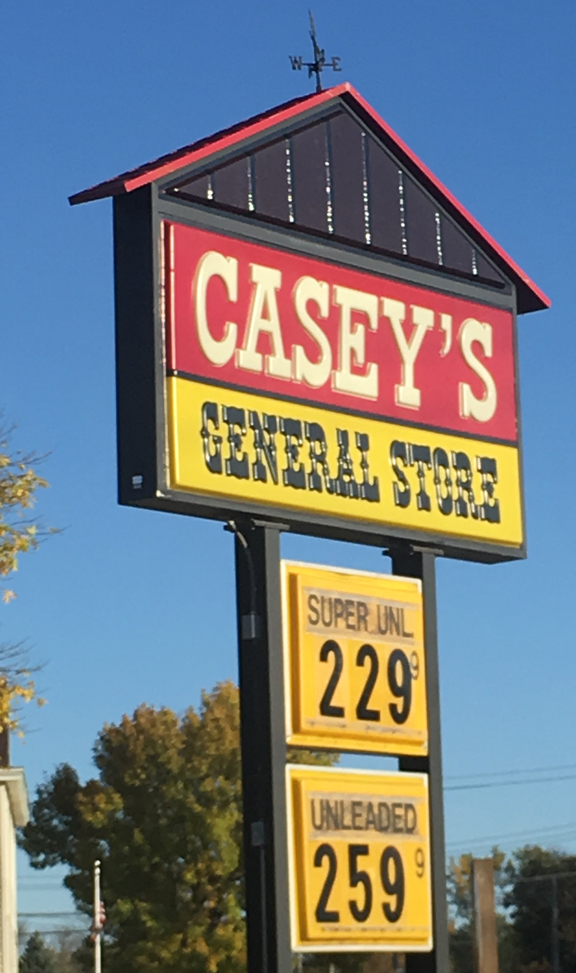 W E
CASEY'S
GENERAL STORE
SUPER UNL
229 9
UNLEADED
259 9